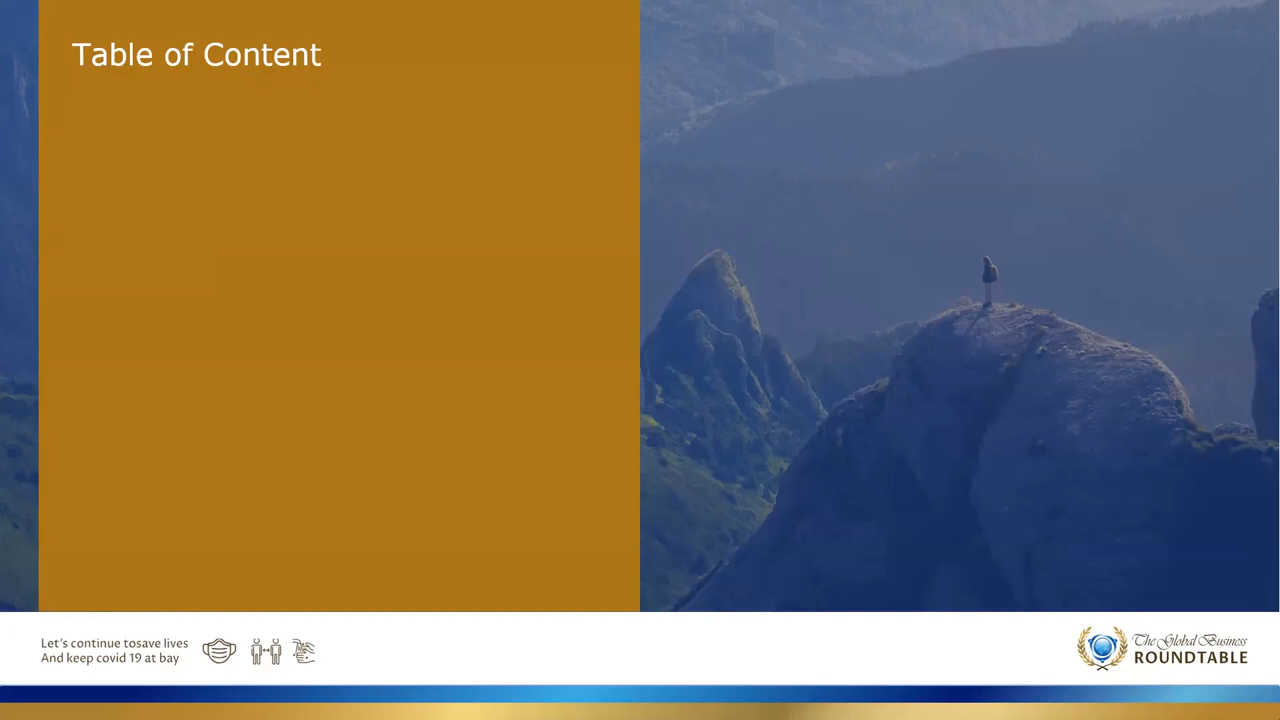 Table of Content
Let's continue tosave lives
And keep covid 19 at bay
The Global Business
ROUNDTABLE